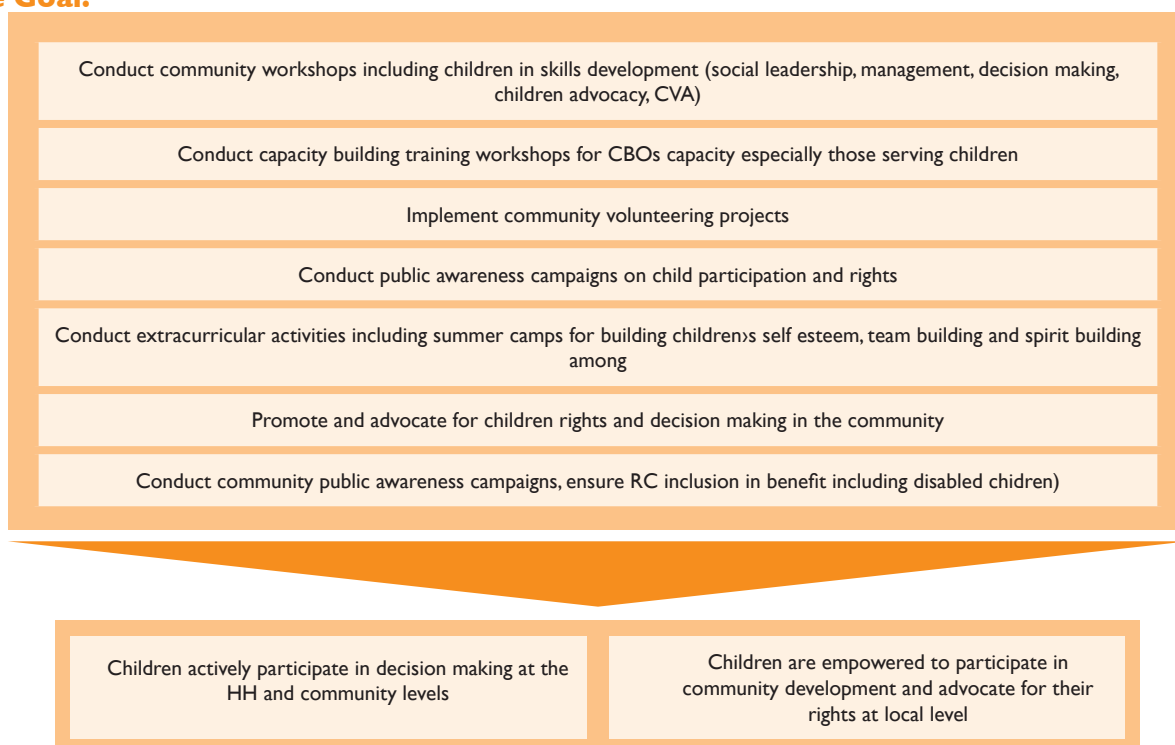 e Goal:
Conduct community workshops including children in skills development (social leadership, management, decision making,
children advocacy, CVA)
Conduct capacity building training workshops for CBOs capacity especially those serving children
Implement community volunteering projects
Conduct public awareness campaigns on child participation and rights
Conduct extracurricular activities including summer camps for building children›s self esteem, team building and spirit building
among
Promote and advocate for children rights and decision making in the community
Conduct community public awareness campaigns, ensure RC inclusion in benefit including disabled chidren)
Children actively participate in decision making at the
HH and community levels
Children are empowered to participate in
community development and advocate for their
rights at local level